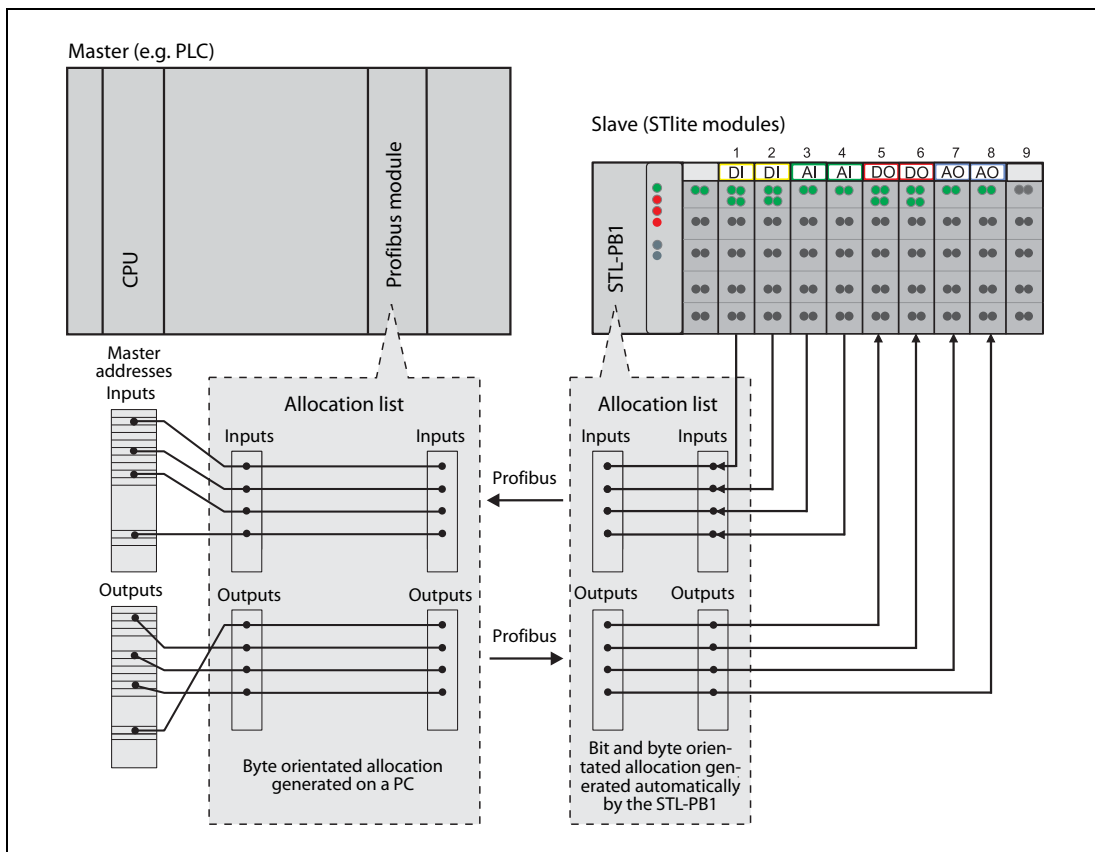 Master (e.g. PLC)
CPU
Profibus module
Slave (STlite modules)
1 2 3 4 5 6 7 8 9
DI DI AI AI DO DO AO AO
STL-PB1
Master
addresses
Inputs
Allocation list
Inputs Inputs
Profibus
Allocation list
Inputs Inputs
Outputs
Outputs Outputs
Profibus
Outputs Outputs
Byte orientated allocation
generated on a PC
Bit and byte orien-
tated allocation gen-
erated automatically
by the STL-PB1